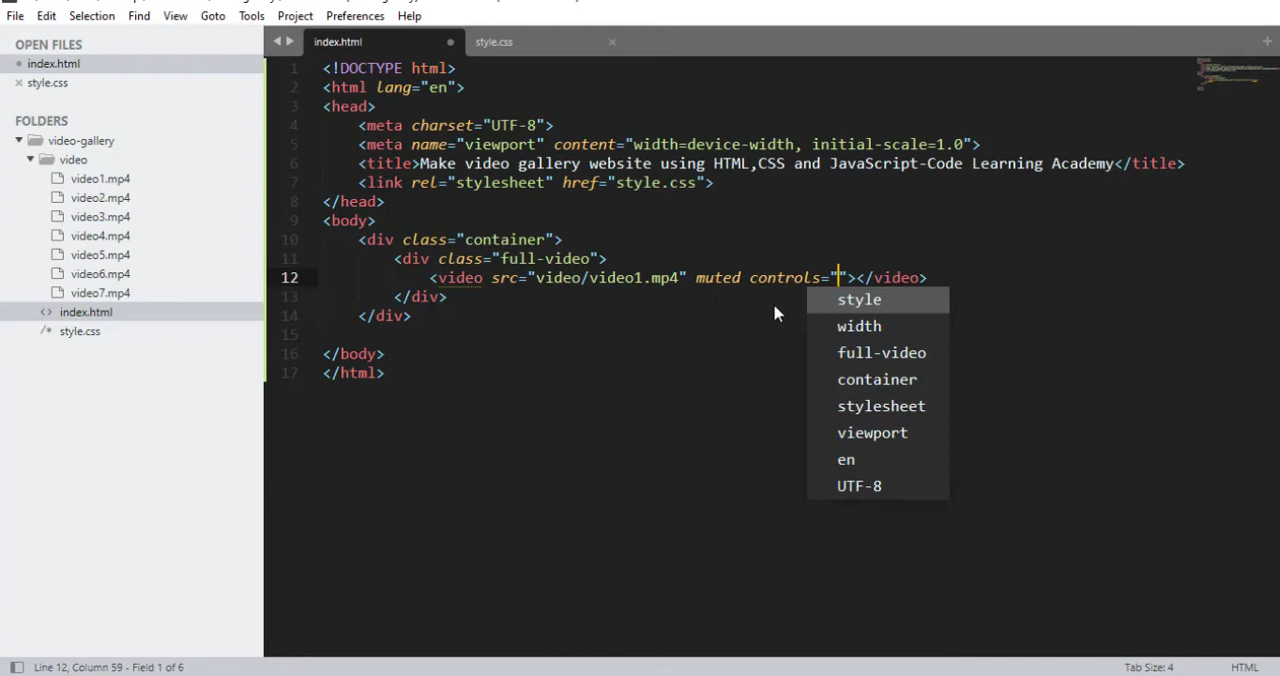 File Edit Selection Find View Goto Tools Project Preferences Help
OPEN FILES
index.html
style.css
FOLDERS
video-gallery
video
video1.mp4
video2.mp4
video3.mp4
video4.mp4
video5.mp4
video6.mp4
video7.mp4
index.html
style.css
index.html style.css
1 <!DOCTYPE html>
2 <html lang="en">
3 <head>
4 <meta charset="UTF-8">
5 <meta name="viewport" content="width=device-width, initial-scale=1.0">
6 <title>Make video gallery website using HTML,CSS and JavaScript-Code Learning Academy</title>
7 <link rel="stylesheet" href="style.css">
8 </head>
9 <body>
10 <div class="container">
11 <div class="full-video">
12 <video src="video/video1.mp4" muted controls=""></video>
13 </div>
14 </div>
15
16 </body>
17 </html>
style
width
full-video
container
stylesheet
viewport
en
UTF-8
Line 12, Column 59 - Field 1 of 6 Tab Size: 4 HTML